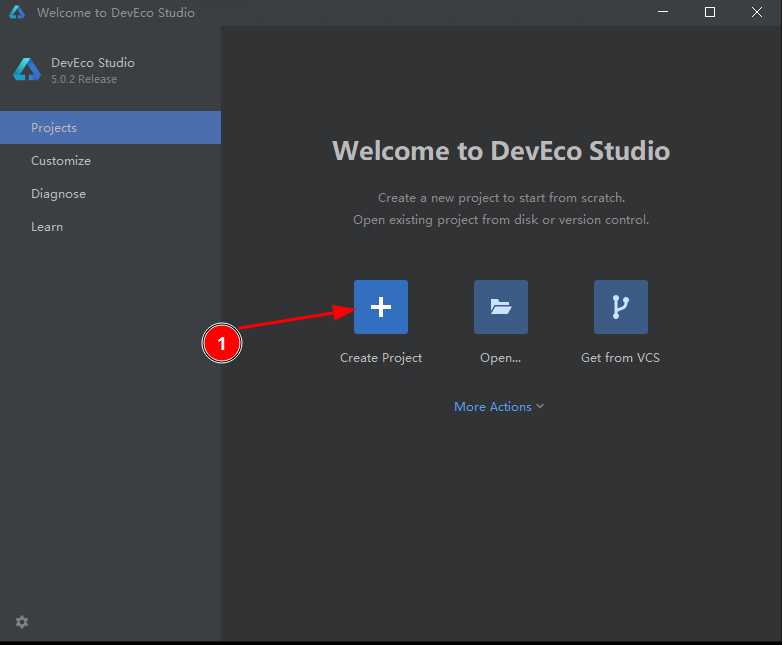 Welcome to DevEco Studio
DevEco Studio
5.0.2 Release
Projects
Customize
Diagnose
Learn
Welcome to DevEco Studio
Create a new project to start from scratch.
Open existing project from disk or version control.
1
Create Project
Open...
Get from VCS
More Actions